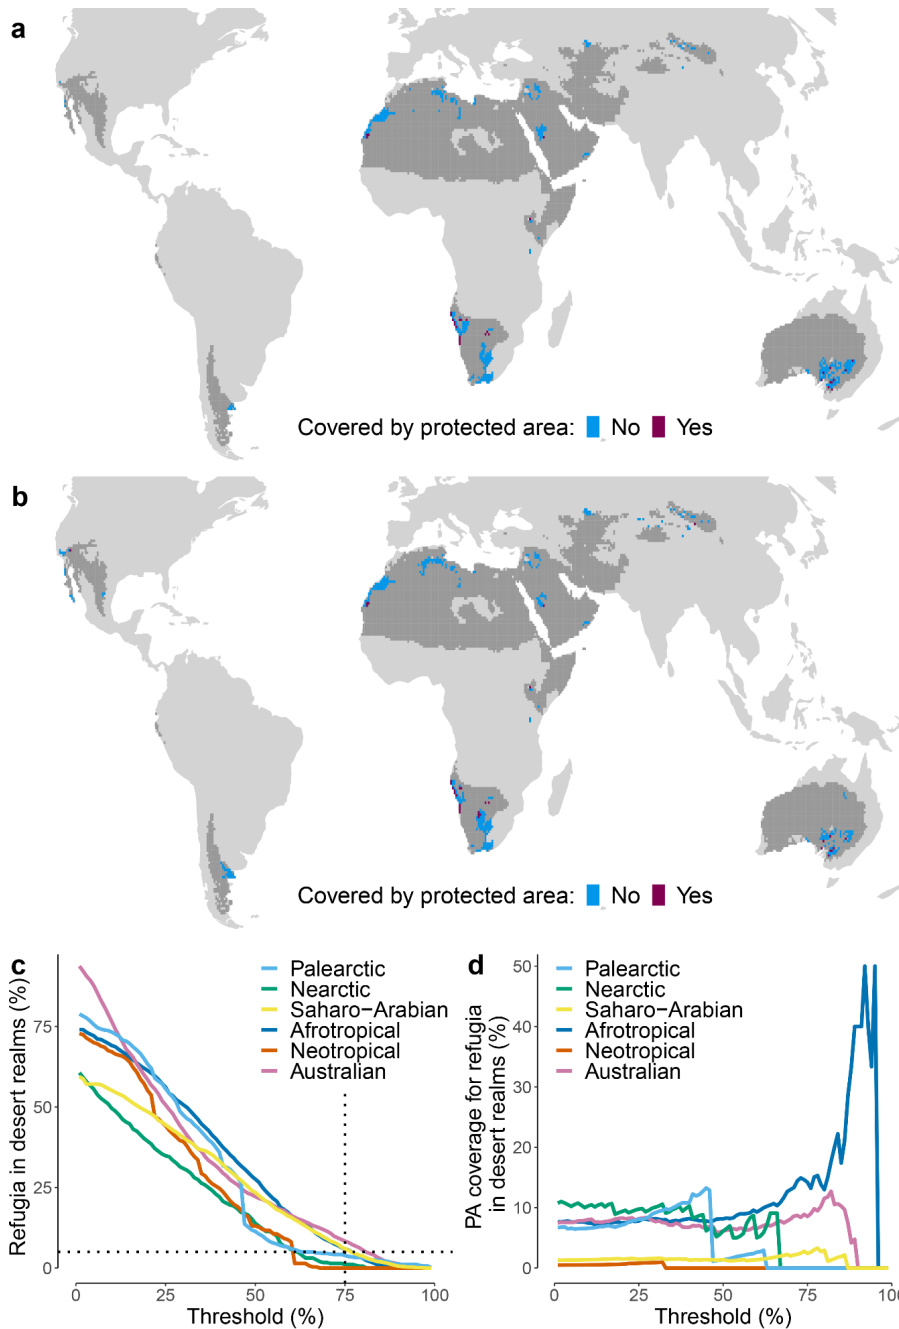 a
Covered by protected area: No Yes
b
Covered by protected area: No Yes
c
Refugia in desert realms (%)
75
50
25
0
Palearctic
Nearctic
Saharo−Arabian
Afrotropical
Neotropical
Australian
0 25 50 75 100
Threshold (%)
d
PA coverage for refugia
in desert realms (%)
50
40
30
20
10
0
Palearctic
Nearctic
Saharo−Arabian
Afrotropical
Neotropical
Australian
0 25 50 75 100
Threshold (%)